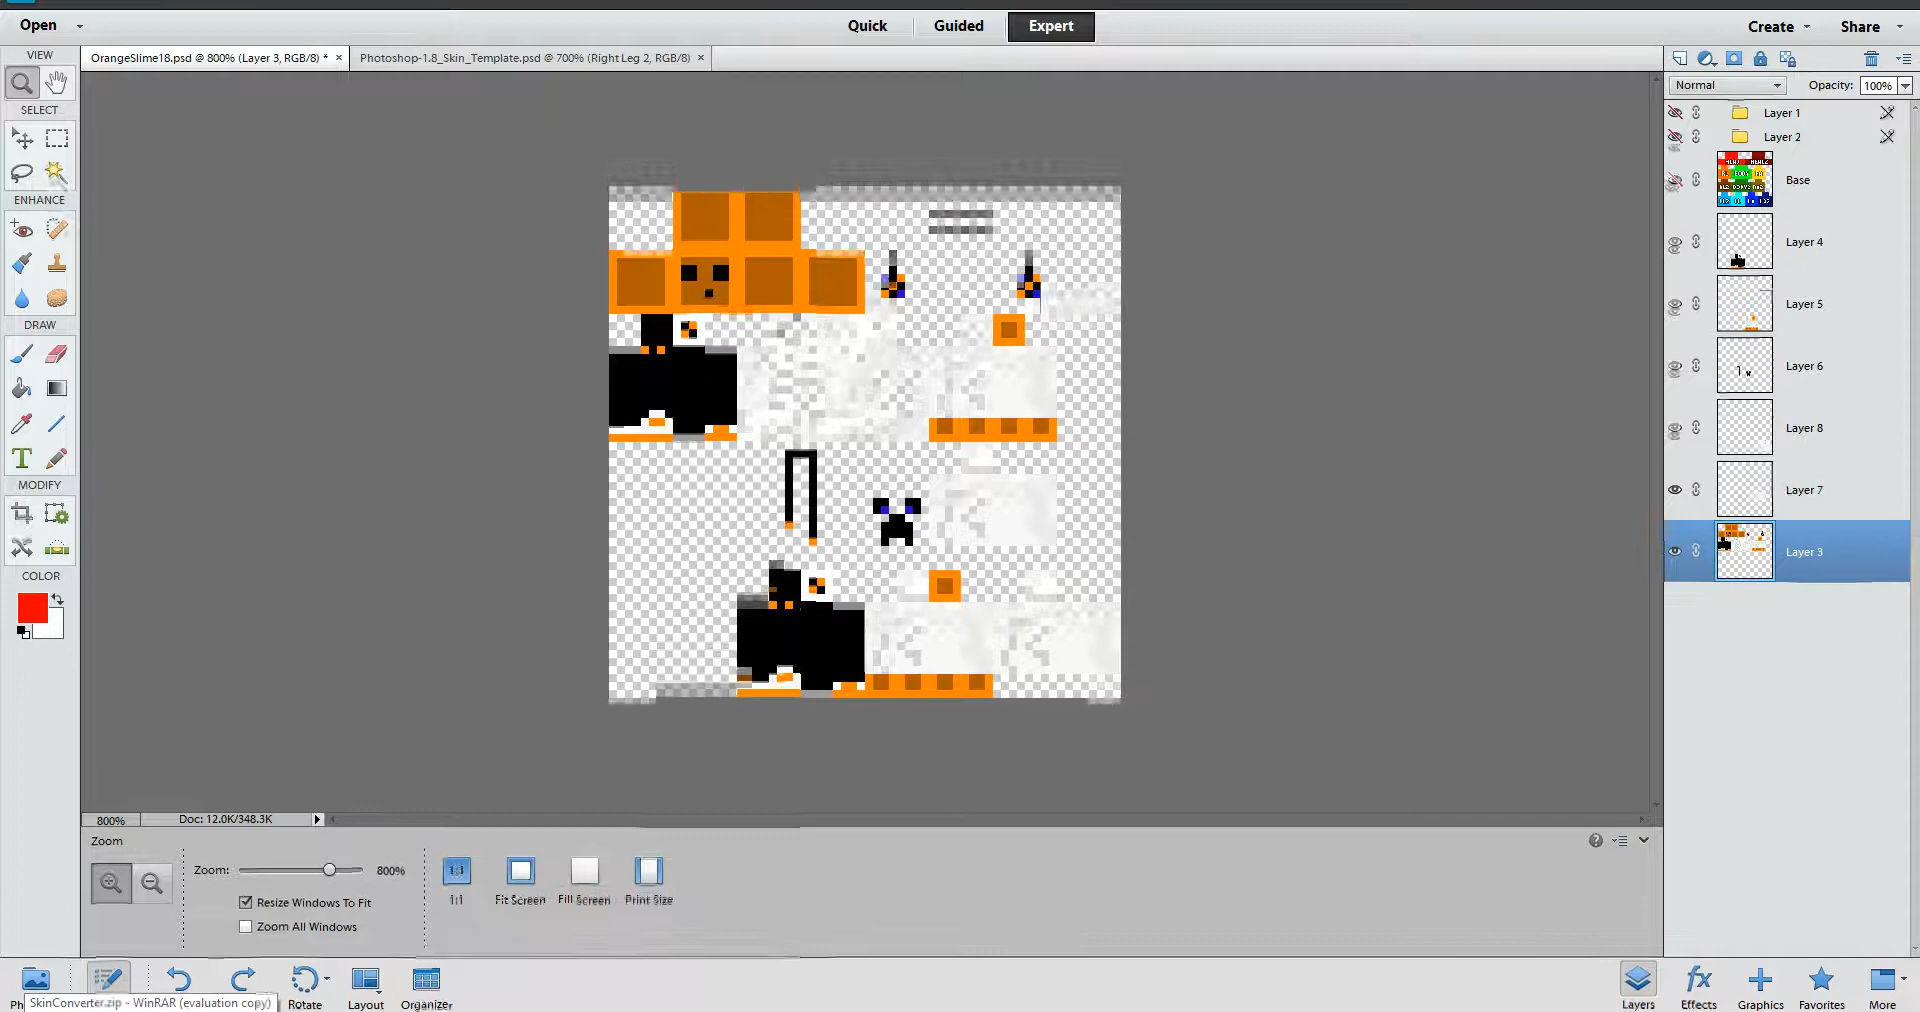 Open
Quick
Guided
Expert
Create
Share
VIEW
OrangeSlime18.psd @ 800% (Layer 3, RGB/8) * ×
Photoshop-1.8_Skin_Template.psd @ 700% (Right Leg 2, RGB/8) ×
Normal
Opacity: 100%
SELECT
Layer 1
Layer 2
Base
ENHANCE
Layer 4
Layer 5
DRAW
Layer 6
Layer 8
T
MODIFY
Layer 7
Layer 3
COLOR
800%
Doc: 12.0K/348.3K
Zoom
Zoom:
800%
1:1
1:1
Fit Screen
Fill Screen
Print Size
Resize Windows To Fit
Zoom All Windows
SkinConverter.zip - WinRAR (evaluation copy)
Rotate
Layout
Organizer
Layers
fx
Effects
Graphics
Favorites
More